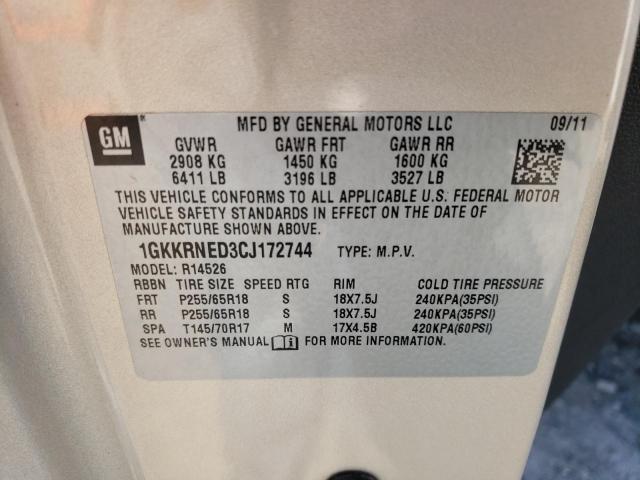 GM
MFD BY GENERAL MOTORS LLC 09/11
GVWR GAWR FRT GAWR RR
2908 KG 1450 KG 1600 KG
6411 LB 3196 LB 3527 LB
THIS VEHICLE CONFORMS TO ALL APPLICABLE U.S. FEDERAL MOTOR
VEHICLE SAFETY STANDARDS IN EFFECT ON THE DATE OF
MANUFACTURE SHOWN ABOVE.
1GKKRNED3CJ172744 TYPE: M.P.V.
MODEL: R14526
RBBN TIRE SIZE SPEED RTG RIM COLD TIRE PRESSURE
FRT P255/65R18 S 18X7.5J 240KPA(35PSI)
RR P255/65R18 S 18X7.5J 240KPA(35PSI)
SPA T145/70R17 M 17X4.5B 420KPA(60PSI)
SEE OWNER'S MANUAL FOR MORE INFORMATION.